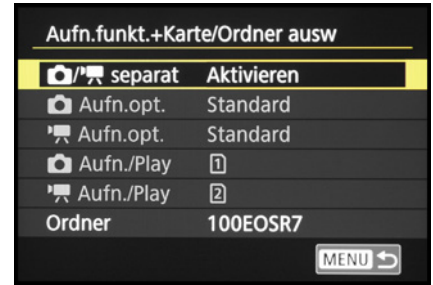 Aufn.funkt.+Karte/Ordner ausw
/ separat Aktivieren
Aufn.opt. Standard
Aufn.opt. Standard
Aufn./Play 1
Aufn./Play 2
Ordner 100EOSR7
MENU